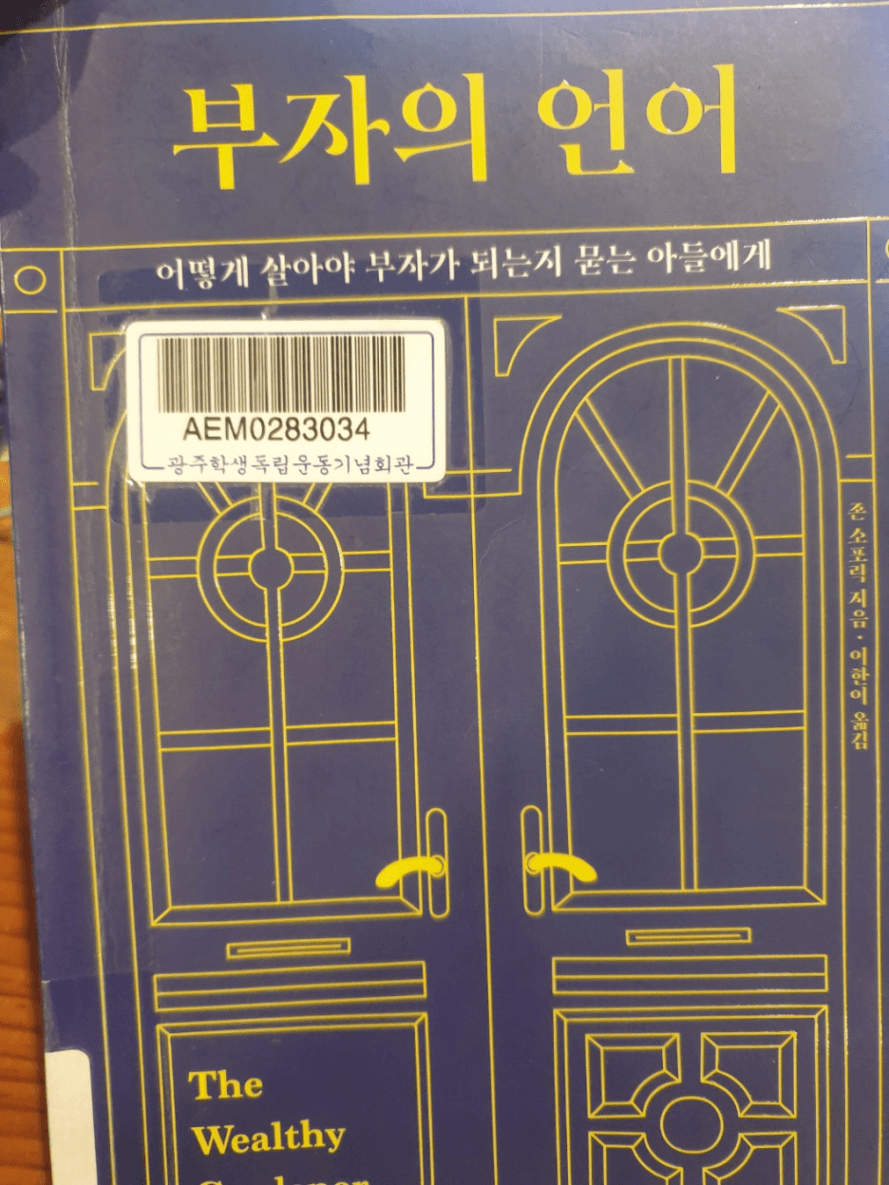 부자의 언어
어떻게 살아야 부자가 되는지 묻는 아들에게
AEM0283034
광주학생독립운동기념회관
존 소포릭 지음·이한이 옮김
The
Wealthy